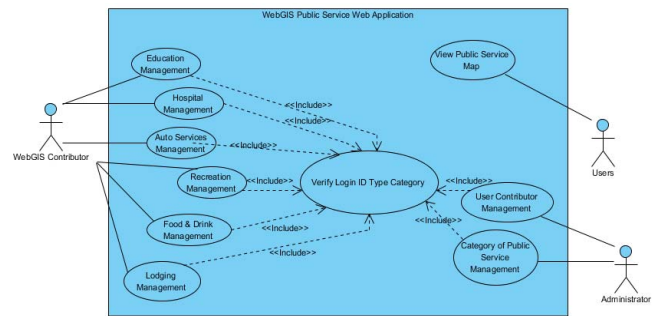 WebGIS Public Service Web Application
Education
Management
View Public Service
Map
Hospital
Management
<<Include>>
<<Include>>
Auto Services
Management
<<Include>>
WebGIS Contributor
Users
Recreation
Management
<<Include>>
Verify Login ID Type Category
<<Include>>
User Contributor
Management
Food & Drink
Management
<<Include>>
<<Include>>
Category of Public
Service
Management
<<Include>>
Lodging
Management
Administrator